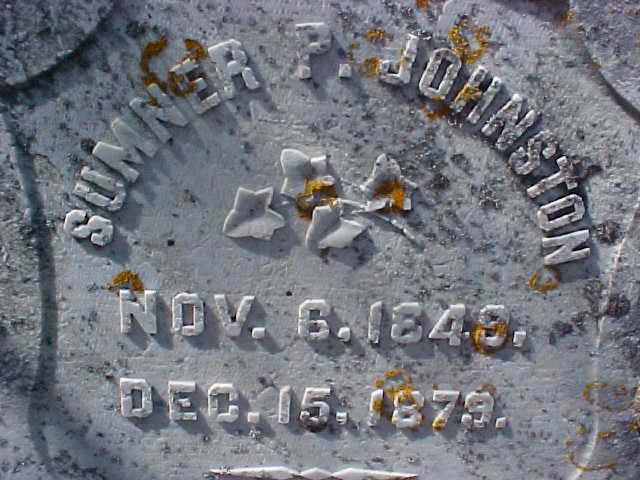 SUMNER P. JOHNSTON
NOV. 6. 1849.
DEC. 15. 1879.